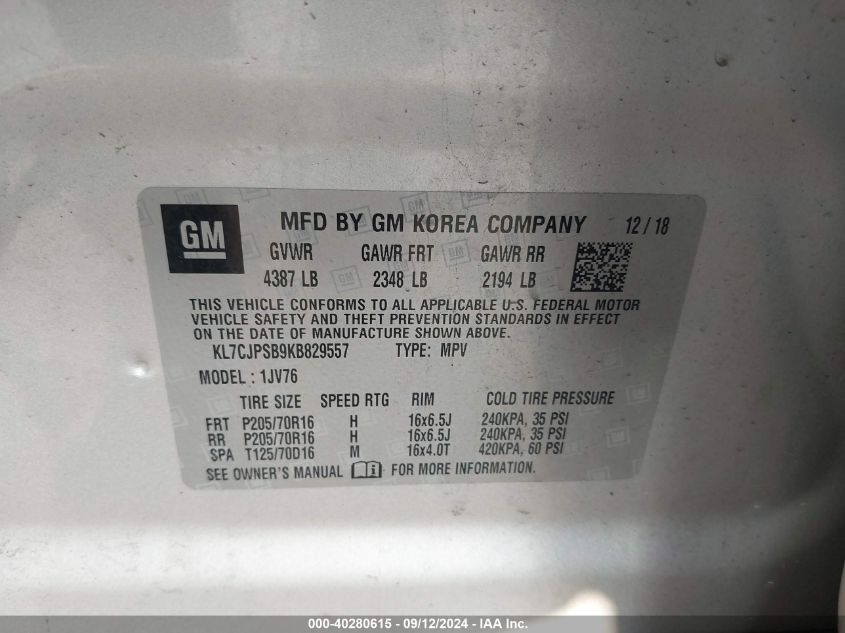 GM MFD BY GM KOREA COMPANY 12/18
GVWR GAWR FRT GAWR RR
4387 LB 2348 LB 2194 LB
THIS VEHICLE CONFORMS TO ALL APPLICABLE U.S. FEDERAL MOTOR
VEHICLE SAFETY AND THEFT PREVENTION STANDARDS IN EFFECT
ON THE DATE OF MANUFACTURE SHOWN ABOVE.
KL7CJPSB9KB829557 TYPE: MPV
MODEL: 1JV76
TIRE SIZE SPEED RTG RIM COLD TIRE PRESSURE
FRT P205/70R16 H 16x6.5J 240KPA, 35 PSI
RR P205/70R16 H 16x6.5J 240KPA, 35 PSI
SPA T125/70D16 M 16x4.0T 420KPA, 60 PSI
SEE OWNER'S MANUAL FOR MORE INFORMATION.
000-40280615 - 09/12/2024 - IAA Inc.